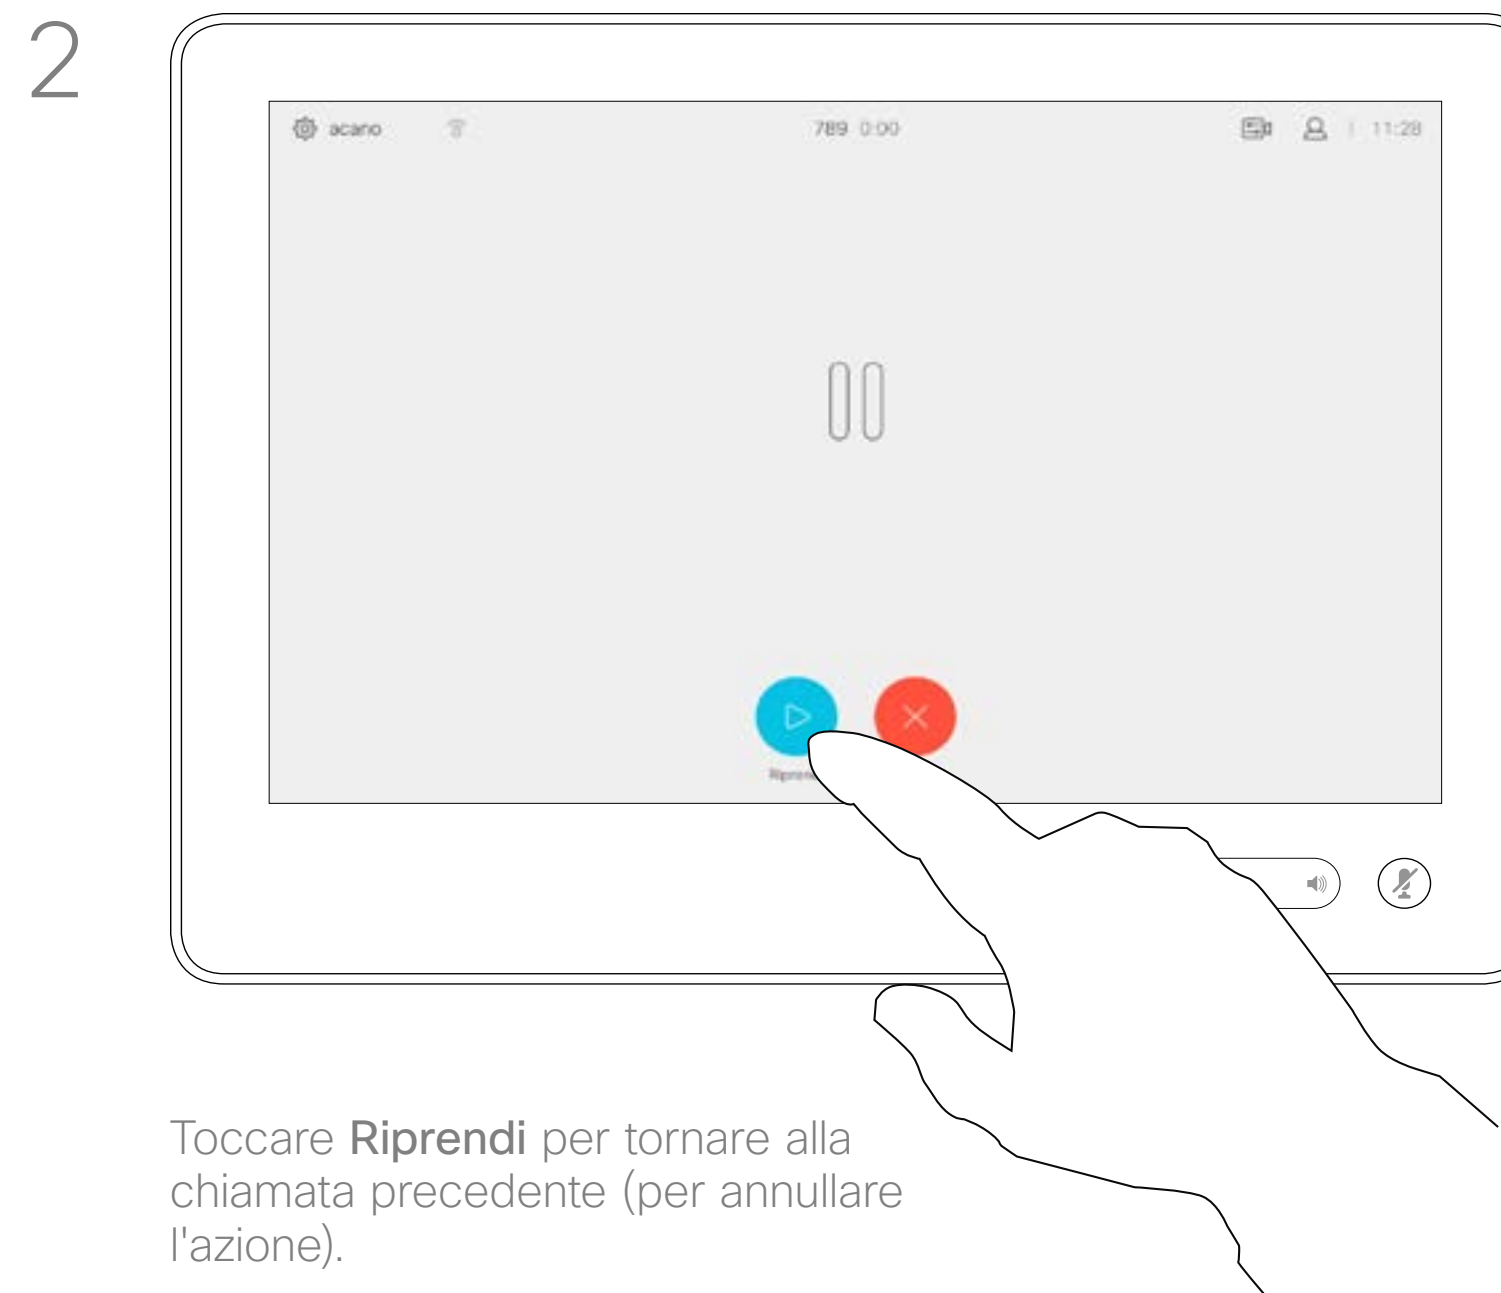 2
acano
789 0:00
11:28
Toccare Riprendi per tornare alla
chiamata precedente (per annullare
l'azione).